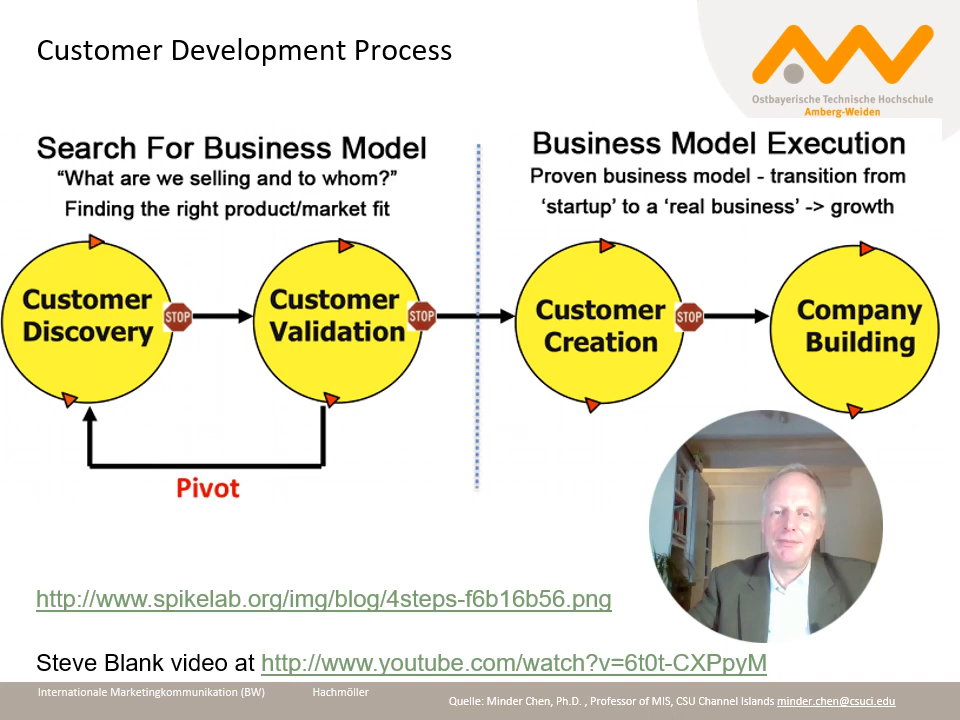 Customer Development Process
Ostbayerische Technische Hochschule
Amberg-Weiden
Search For Business Model
“What are we selling and to whom?”
Finding the right product/market fit
Business Model Execution
Proven business model - transition from
‘startup’ to a ‘real business’ -> growth
Customer
Discovery
STOP
Customer
Validation
STOP
Customer
Creation
STOP
Company
Building
Pivot
http://www.spikelab.org/img/blog/4steps-f6b16b56.png
Steve Blank video at http://www.youtube.com/watch?v=6t0t-CXPpyM
Internationale Marketingkommunikation (BW) Hachmöller
Quelle: Minder Chen, Ph.D. , Professor of MIS, CSU Channel Islands minder.chen@csuci.edu